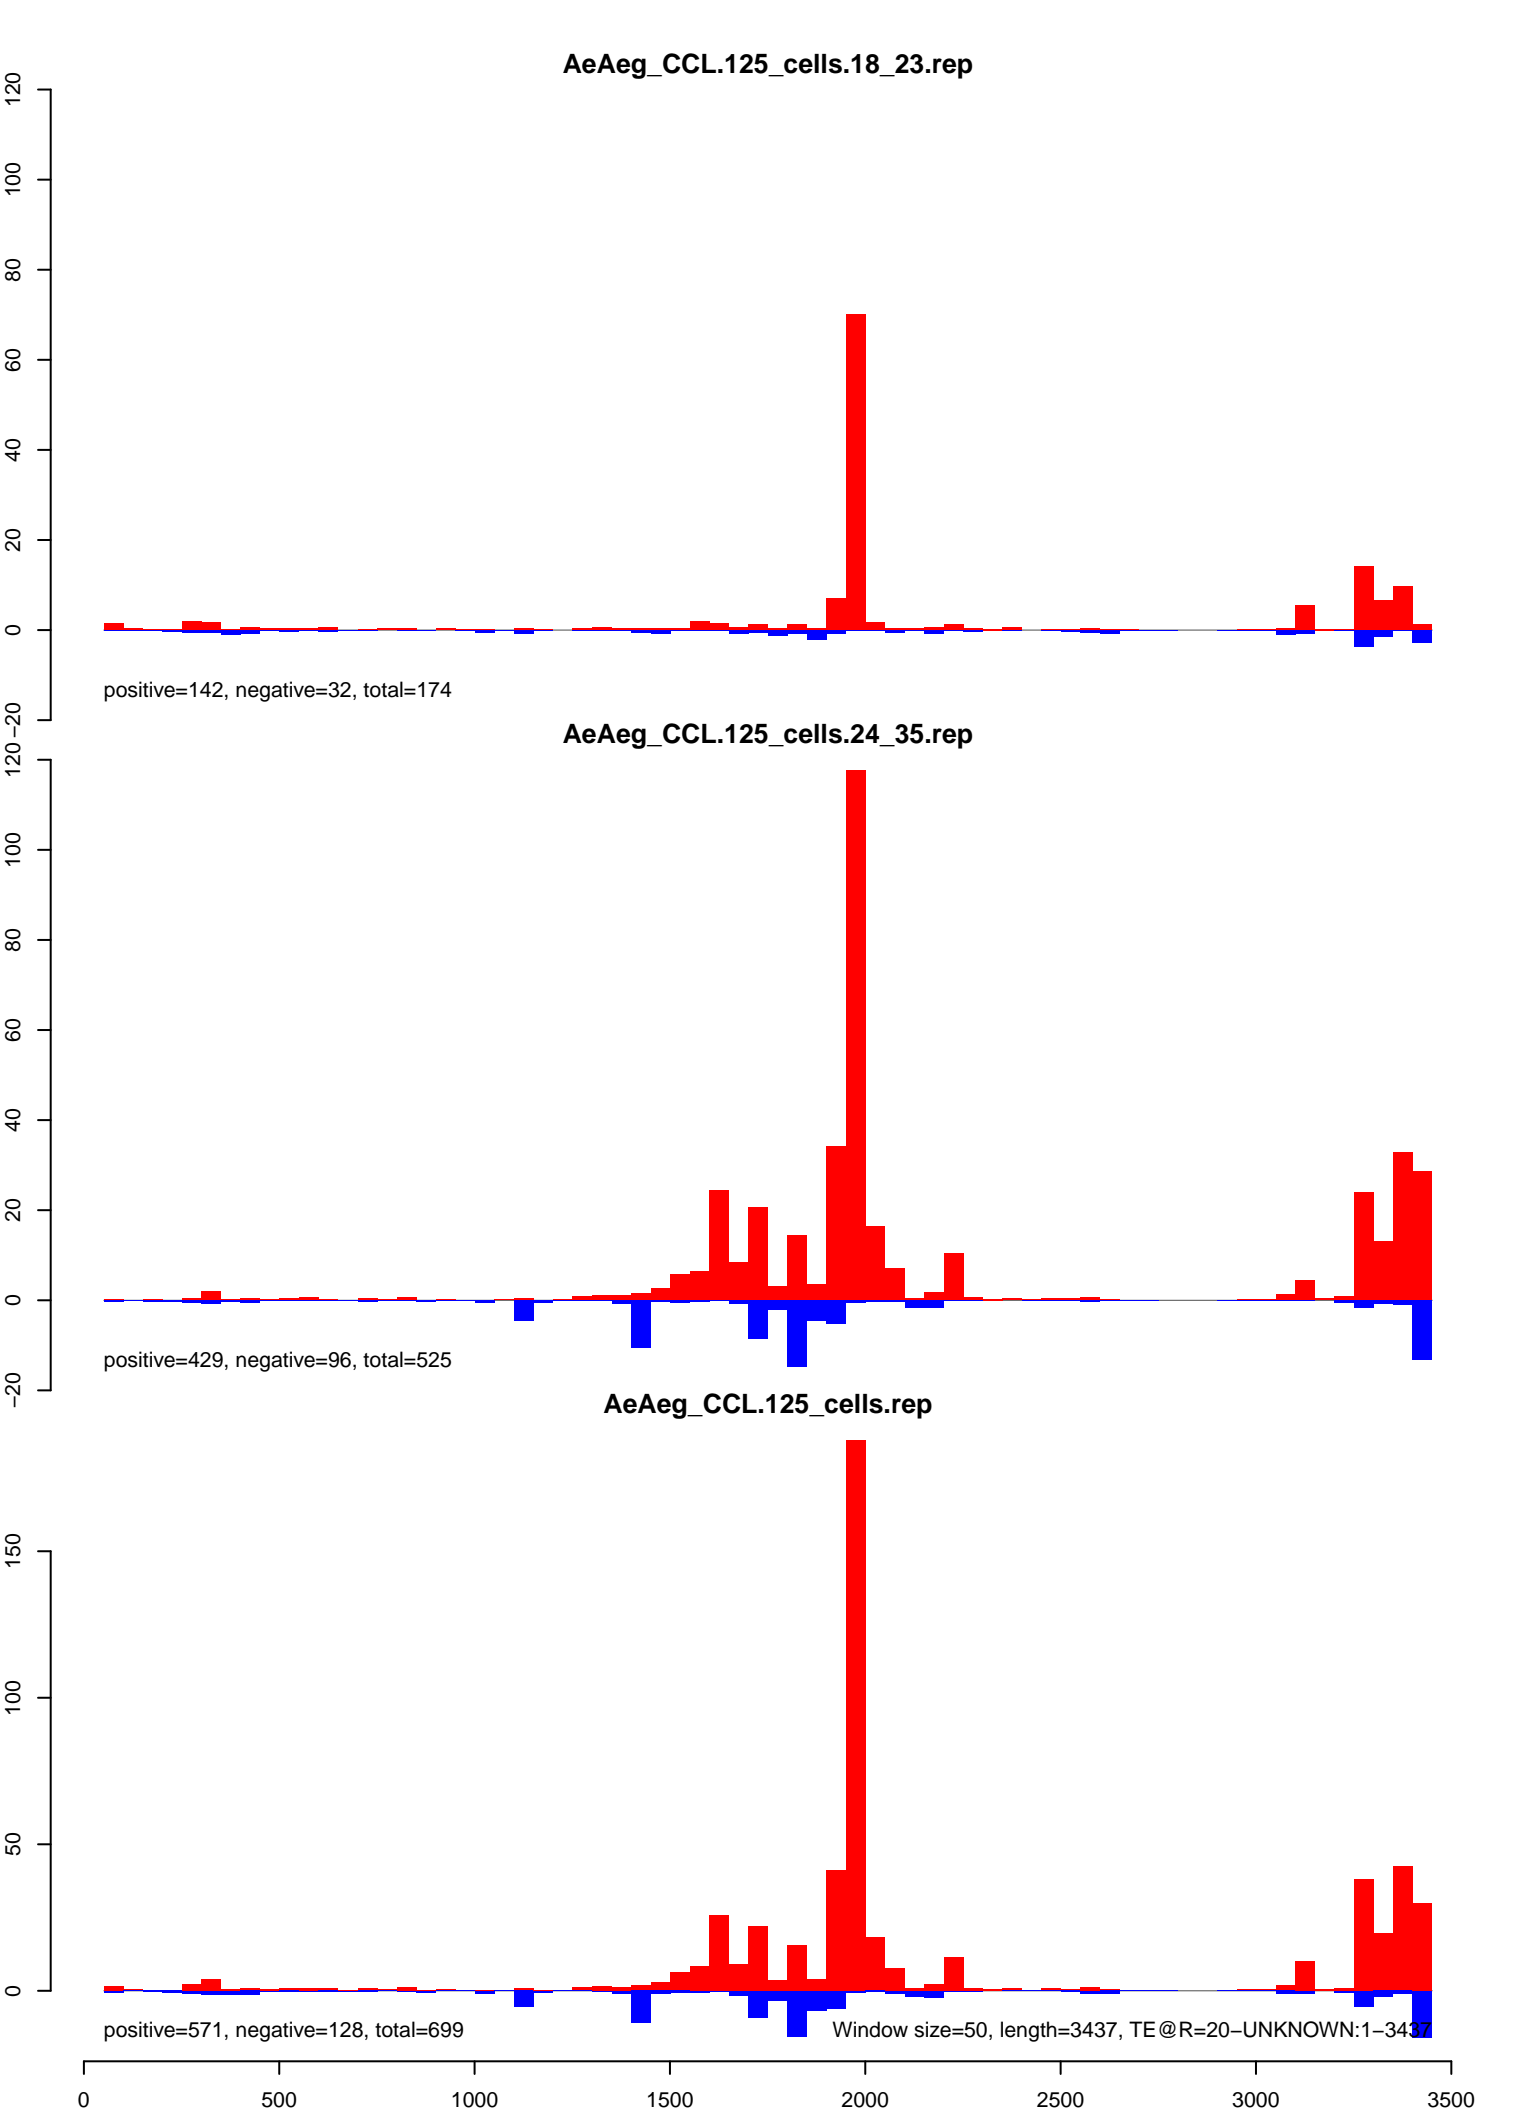 AeAeg_CCL.125_cells.18_23.rep
120
100
80
60
40
20
0
−20
positive=142, negative=32, total=174
AeAeg_CCL.125_cells.24_35.rep
120
100
80
60
40
20
0
−20
positive=429, negative=96, total=525
AeAeg_CCL.125_cells.rep
150
100
50
0
positive=571, negative=128, total=699
Window size=50, length=3437, TE@R=20−UNKNOWN:1−3437
0 500 1000 1500 2000 2500 3000 3500